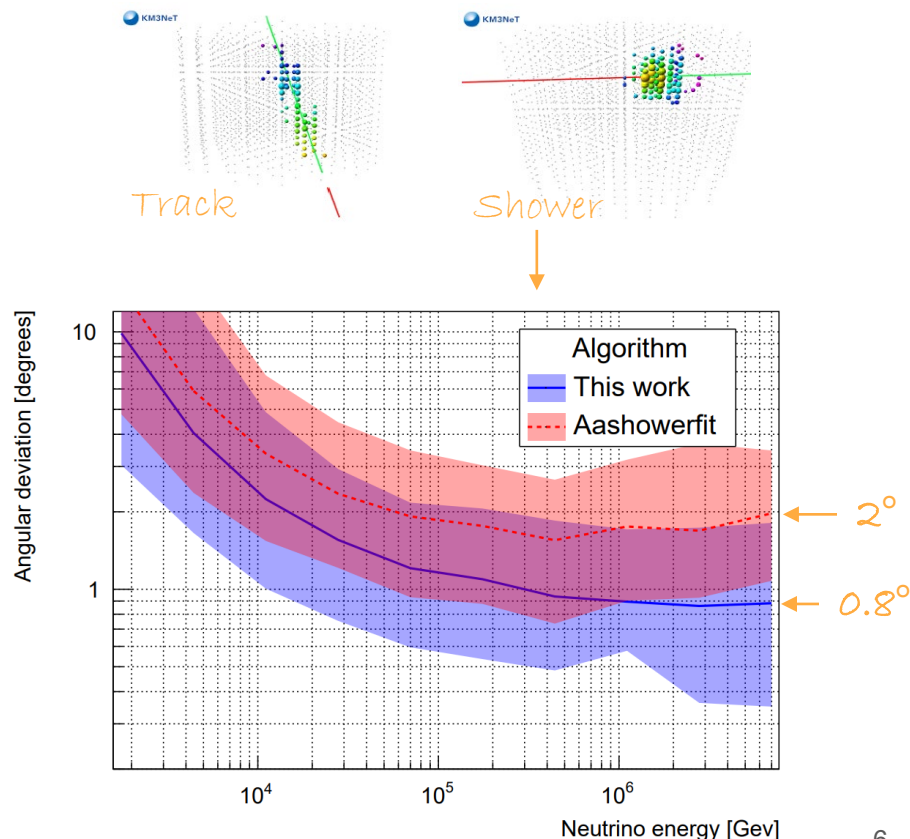 KM3NeT
KM3NeT
Track
Shower
Angular deviation [degrees]
10
1
Algorithm
This work
Aashowerfit
2°
0.8°
10⁴
10⁵
10⁶
Neutrino energy [Gev]